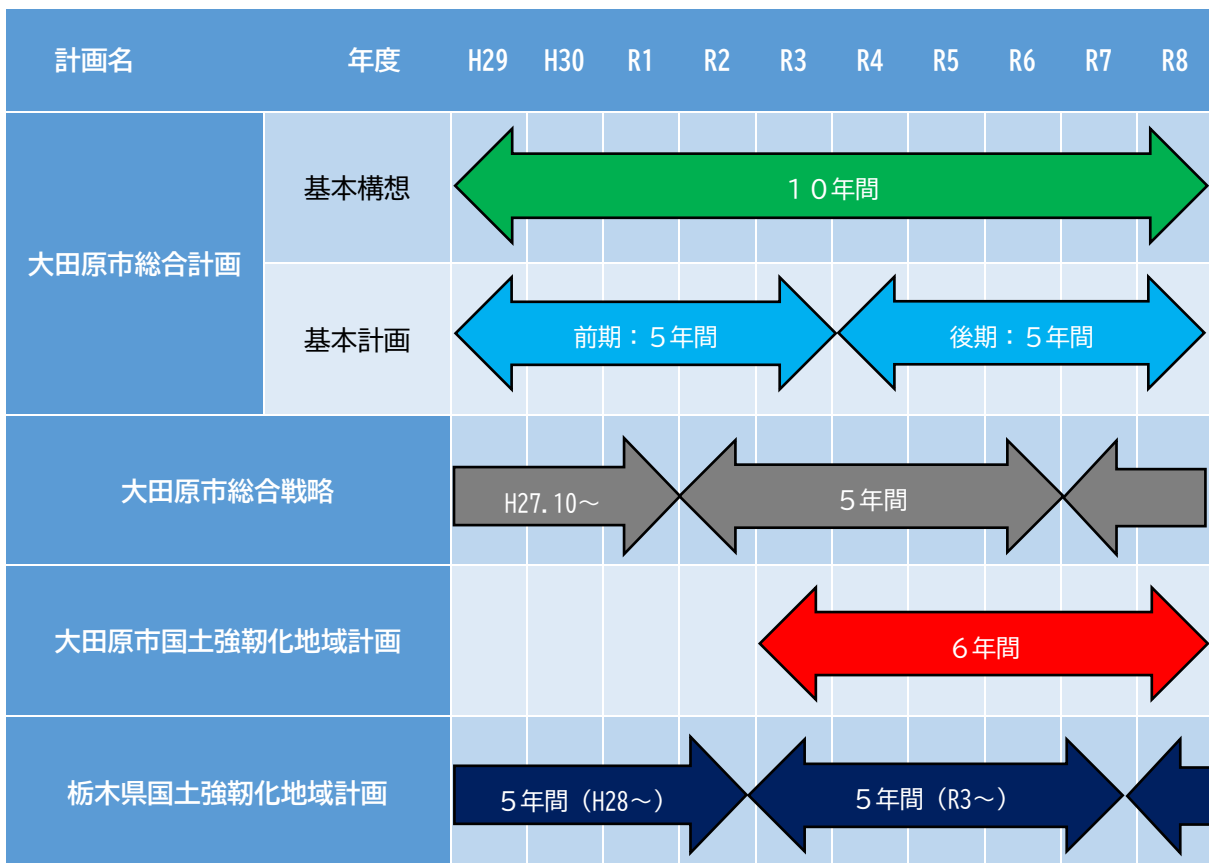 計画名 年度 H29 H30 R1 R2 R3 R4 R5 R6 R7 R8
大田原市総合計画
基本構想
１０年間
基本計画
前期：５年間
後期：５年間
大田原市総合戦略
H27.10～
５年間
大田原市国土強靭化地域計画
６年間
栃木県国土強靭化地域計画
５年間（H28～）
５年間（R3～）